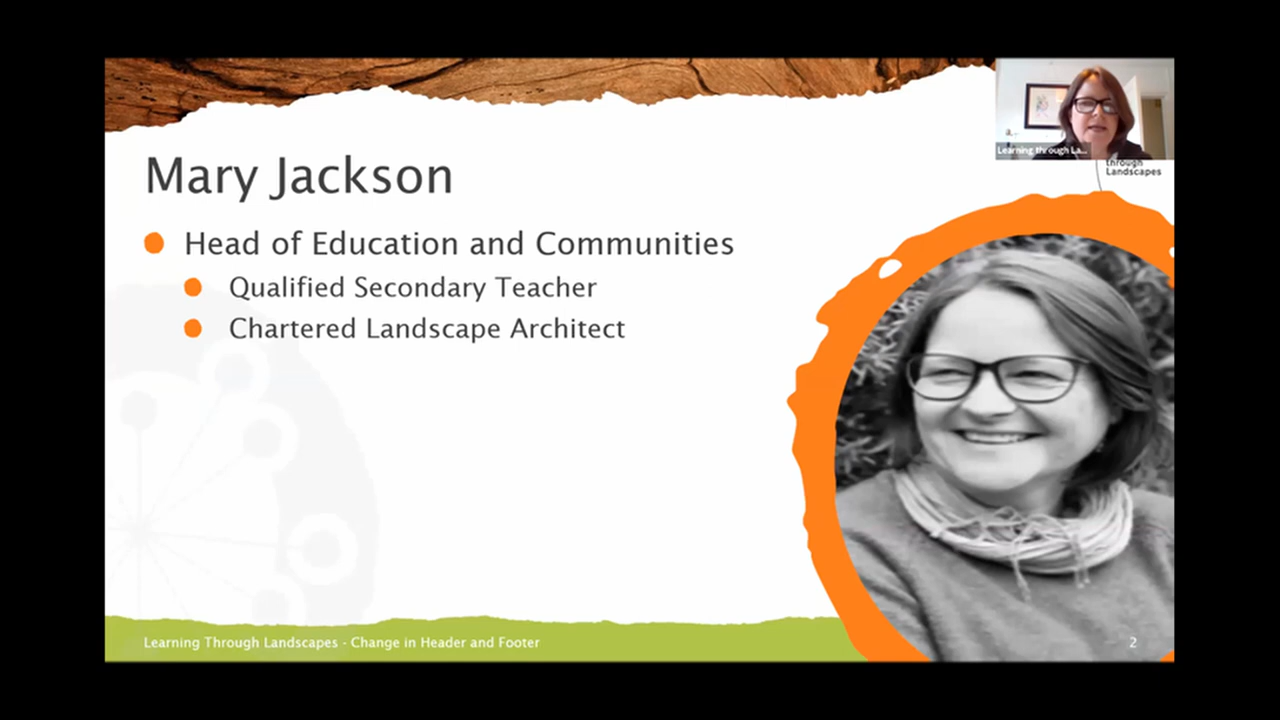 Mary Jackson
Head of Education and Communities
Qualified Secondary Teacher
Chartered Landscape Architect
Learning through La...
through
Landscapes
Learning Through Landscapes - Change in Header and Footer
2